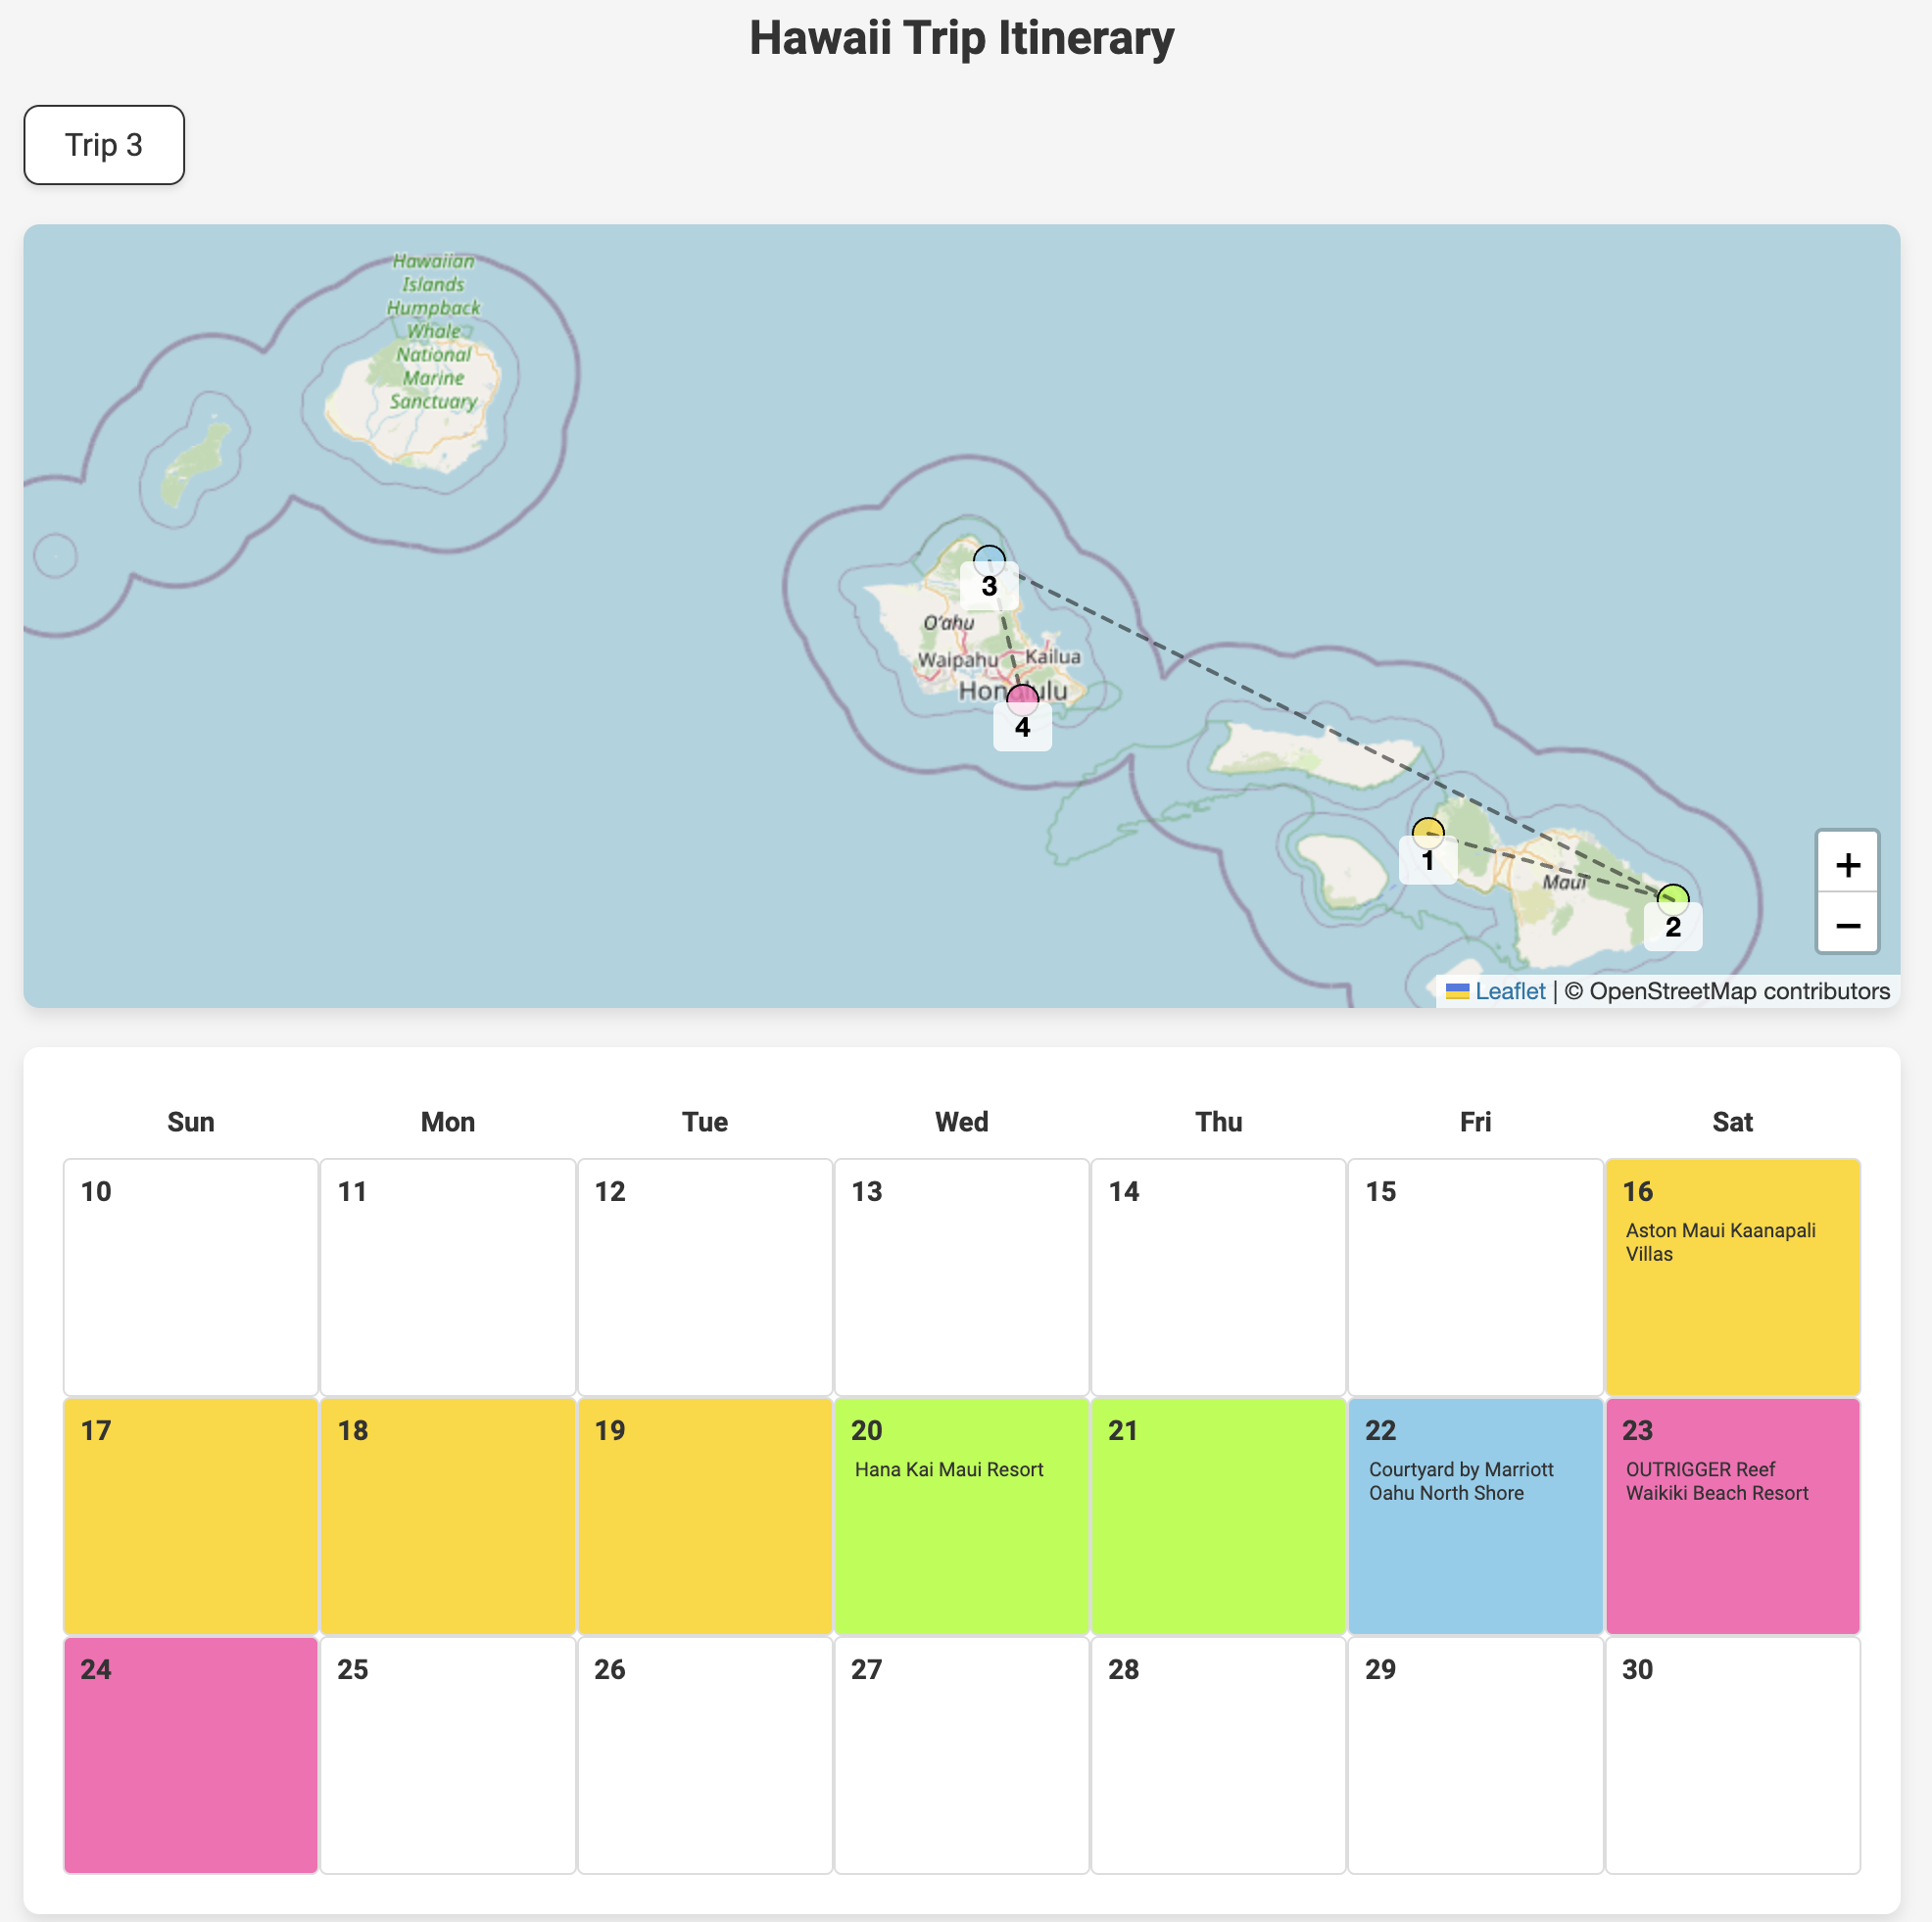 Hawaii Trip Itinerary
Trip 3
Hawaiian
Islands
Humpback
Whale
National
Marine
Sanctuary
3
O‘ahu
Waipahu
Kailua
Honolulu
4
1
Maui
2
+
−
Leaflet | © OpenStreetMap contributors
Sun Mon Tue Wed Thu Fri Sat
10 11 12 13 14 15 16
Aston Maui Kaanapali
Villas
17 18 19 20 21 22 23
Hana Kai Maui Resort
Courtyard by Marriott
Oahu North Shore
OUTRIGGER Reef
Waikiki Beach Resort
24 25 26 27 28 29 30